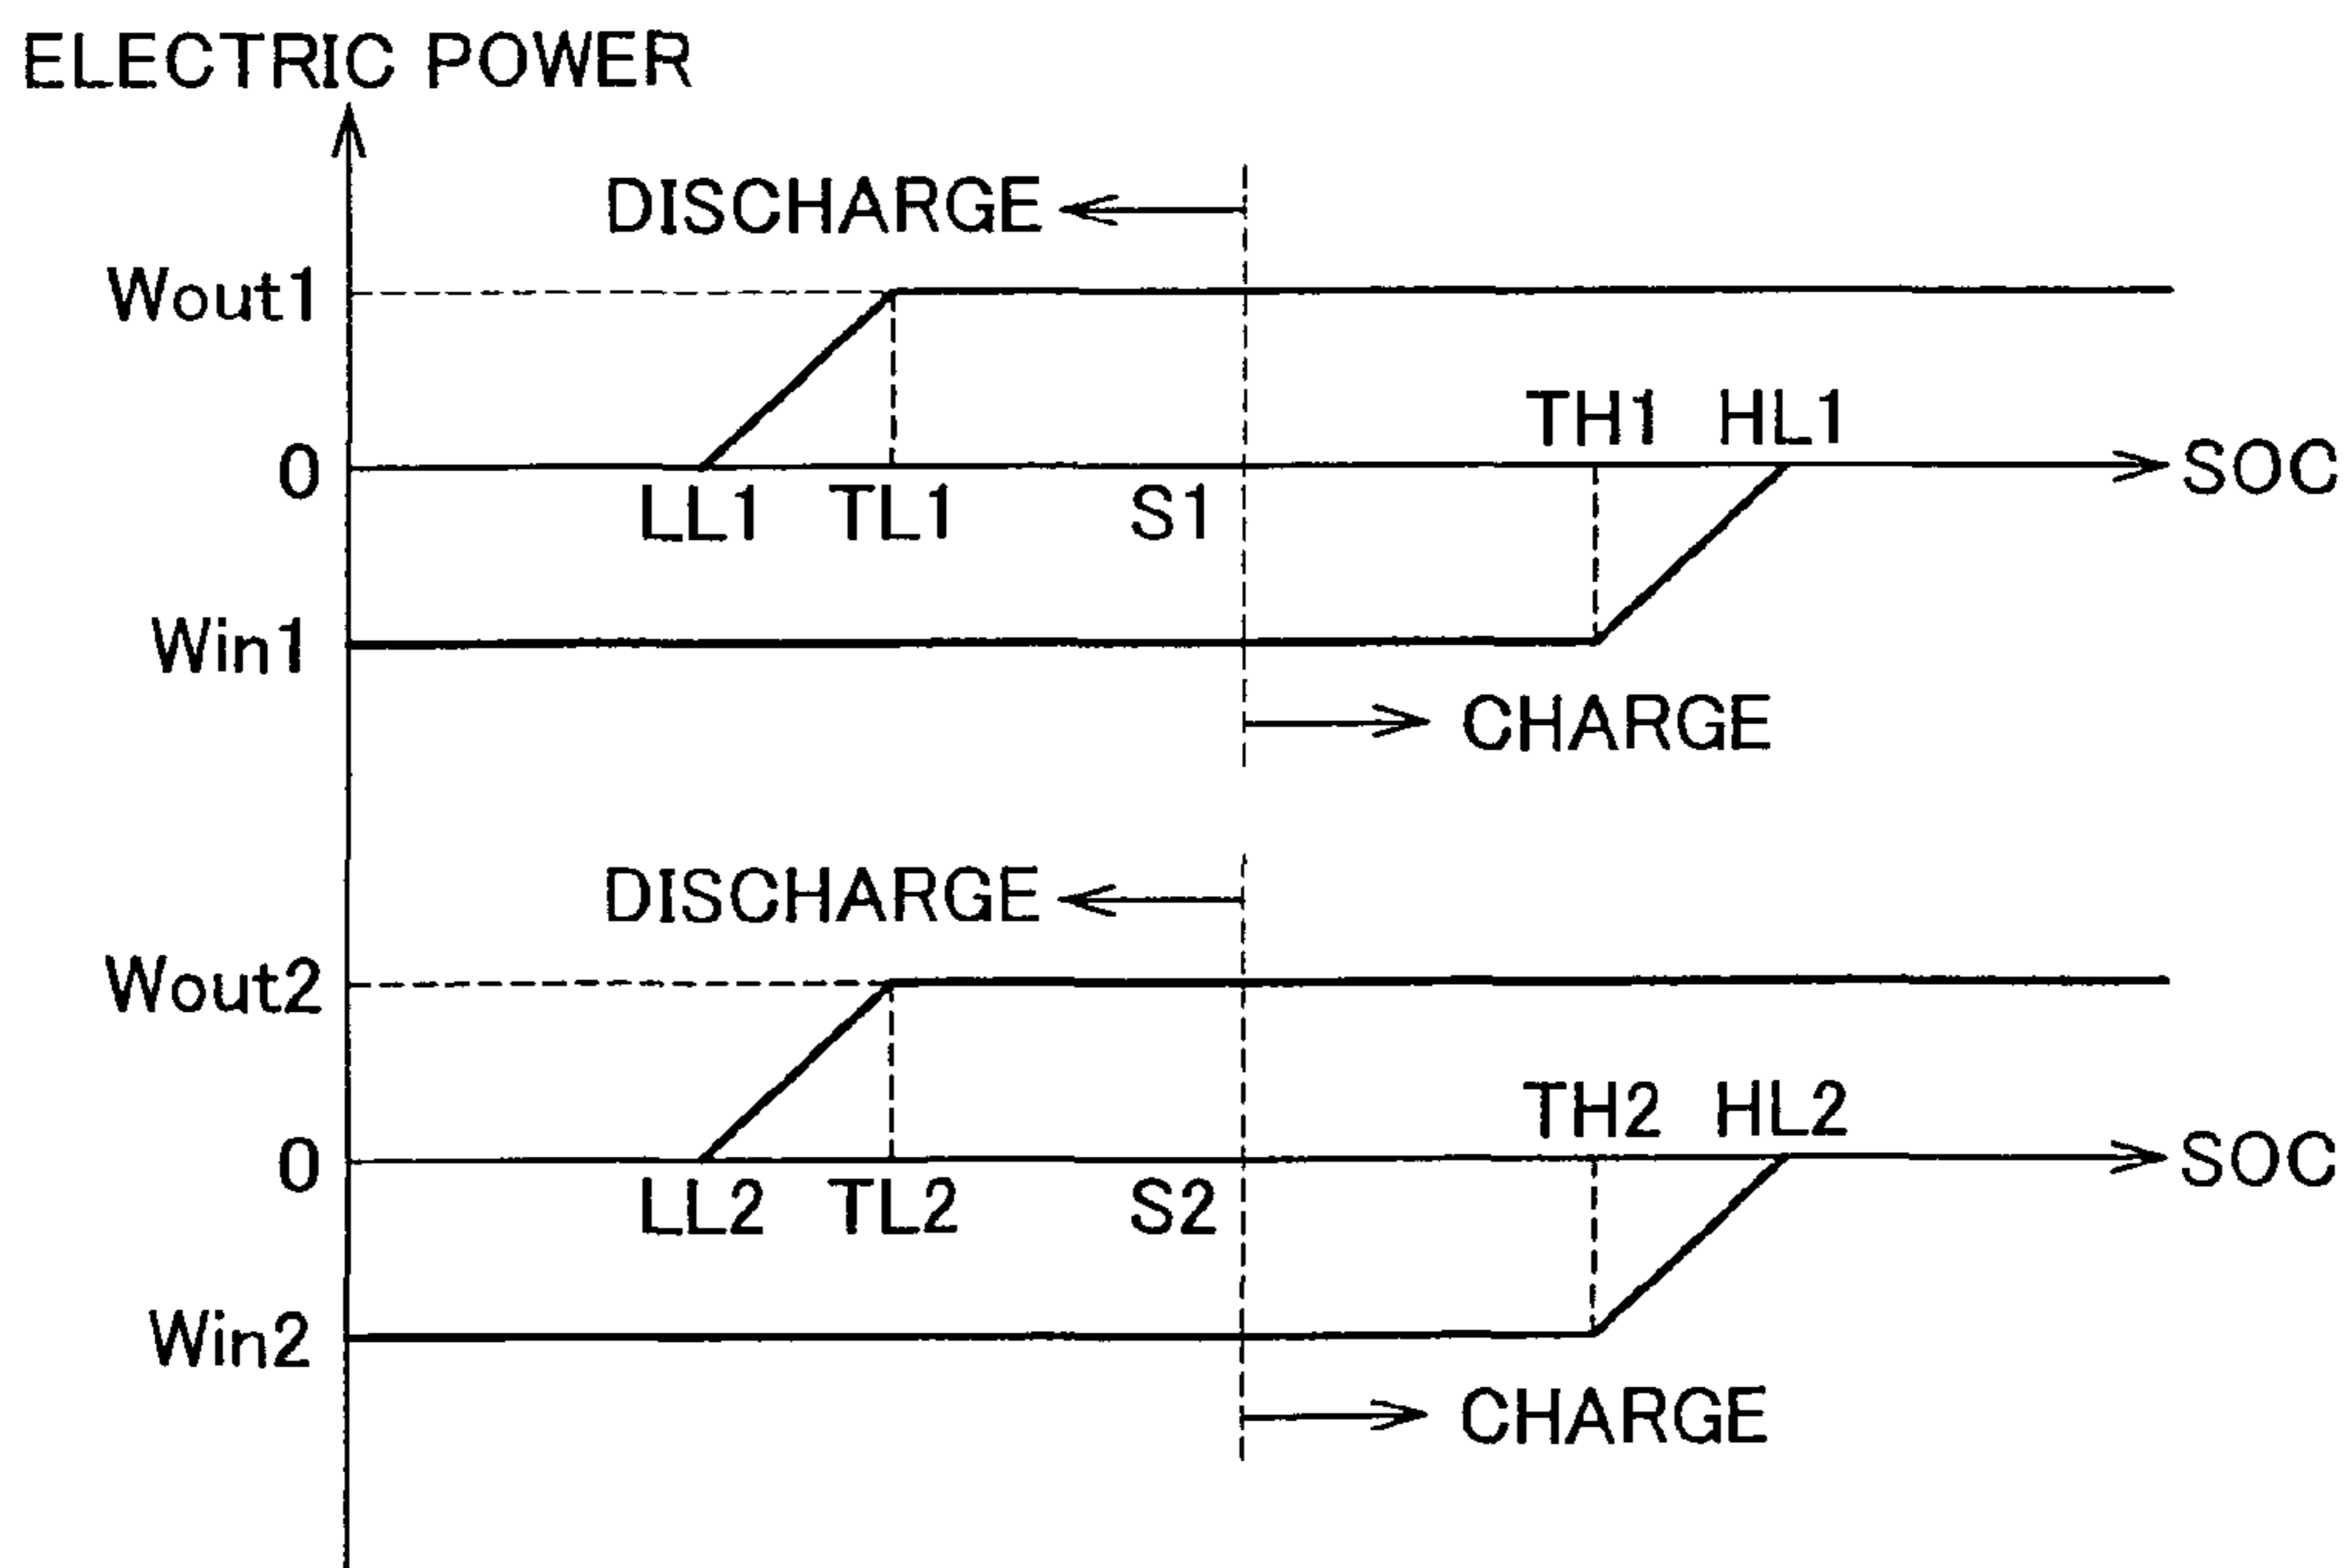 ELECTRIC POWER
DISCHARGE
Wout1
TH1 HL1
0
SOC
LL1 TL1 S1
Win1
CHARGE
DISCHARGE
Wout2
TH2 HL2
0
SOC
LL2 TL2 S2
Win2
CHARGE